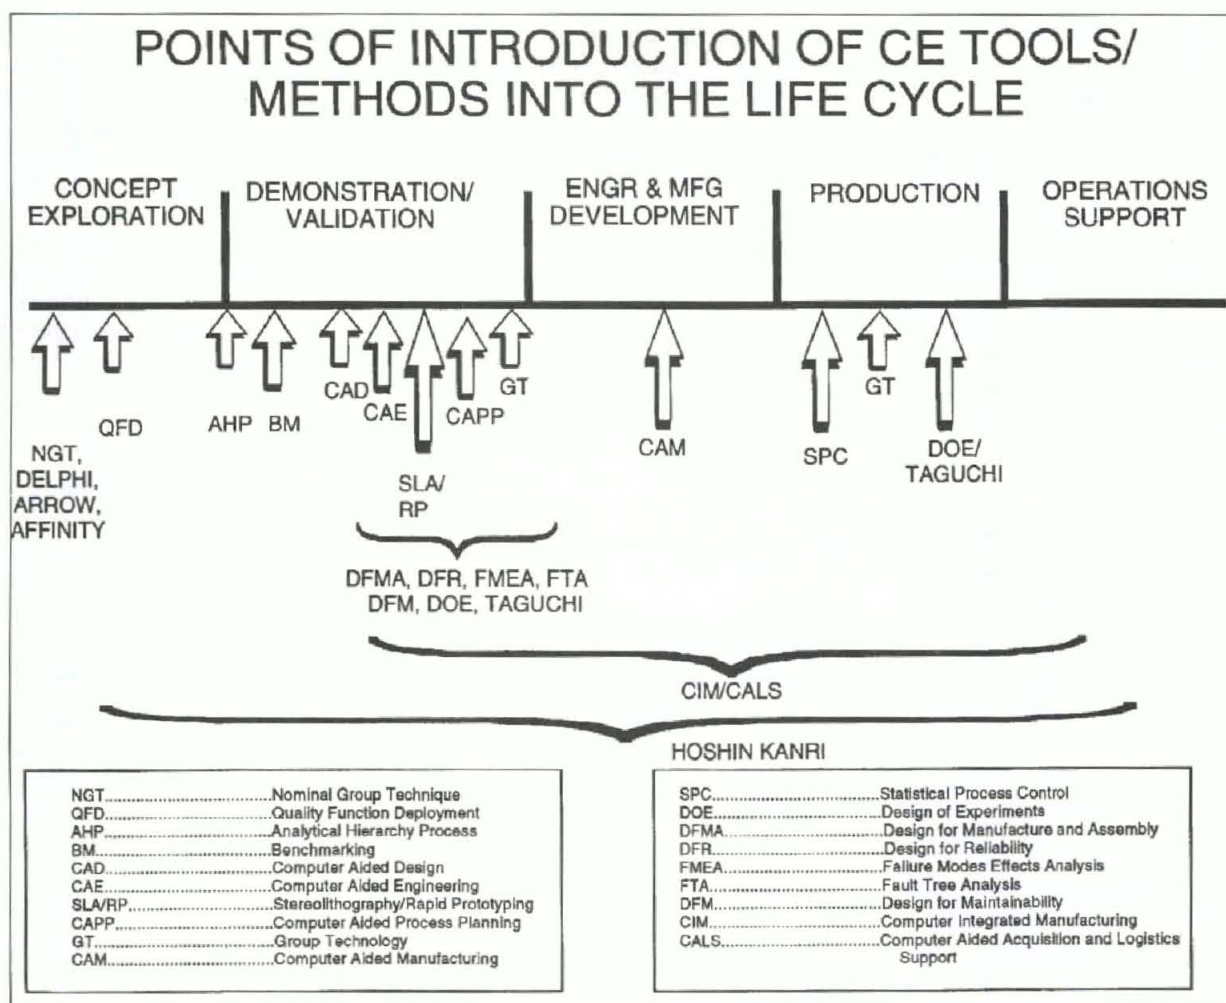 POINTS OF INTRODUCTION OF CE TOOLS/
METHODS INTO THE LIFE CYCLE
CONCEPT
EXPLORATION
DEMONSTRATION/
VALIDATION
ENGR & MFG
DEVELOPMENT
PRODUCTION
OPERATIONS
SUPPORT
NGT,
DELPHI,
ARROW,
AFFINITY
QFD
AHP
BM
CAD
CAE
SLA/
RP
CAPP
GT
CAM
SPC
GT
DOE/
TAGUCHI
DFMA, DFR, FMEA, FTA
DFM, DOE, TAGUCHI
CIM/CALS
HOSHIN KANRI
NGT..............................Nominal Group Technique
QFD..............................Quality Function Deployment
AHP..............................Analytical Hierarchy Process
BM................................Benchmarking
CAD..............................Computer Aided Design
CAE..............................Computer Aided Engineering
SLA/RP.........................Stereolithography/Rapid Prototyping
CAPP............................Computer Aided Process Planning
GT.................................Group Technology
CAM..............................Computer Aided Manufacturing
SPC..............................Statistical Process Control
DOE..............................Design of Experiments
DFMA...........................Design for Manufacture and Assembly
DFR..............................Design for Reliability
FMEA............................Failure Modes Effects Analysis
FTA...............................Fault Tree Analysis
DFM..............................Design for Maintainability
CIM...............................Computer Integrated Manufacturing
CALS............................Computer Aided Acquisition and Logistics
Support